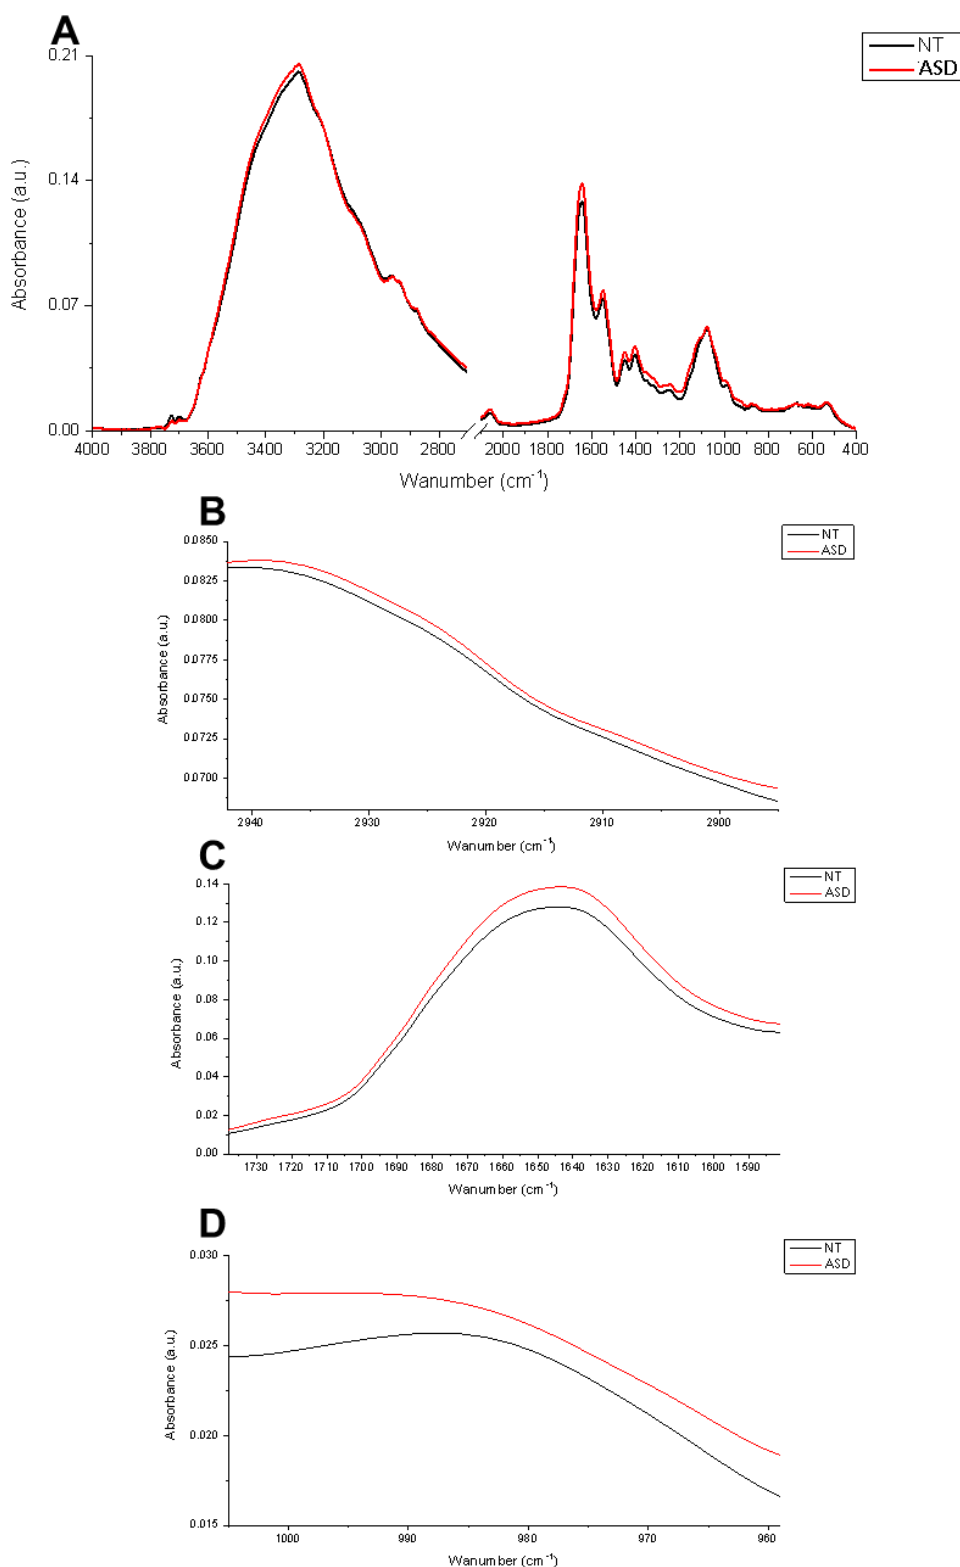 A
NT
ASD
0.21
0.14
0.07
0.00
Absorbance (a.u.)
4000 3600 3200 2800 2000 1800 1600 1400 1200 1000 800 600 400
Wanumber (cm-1)
B
NT
ASD
0.0850
0.0825
0.0800
0.0775
0.0750
0.0725
0.0700
Absorbance (a.u.)
2940 2930 2920 2910 2900
Wanumber (cm-1)
C
NT
ASD
0.14
0.12
0.10
0.08
0.06
0.04
0.02
0.00
Absorbance (a.u.)
1730 1720 1710 1700 1690 1680 1670 1660 1650 1640 1630 1620 1610 1600 1590
Wanumber (cm-1)
D
NT
ASD
0.030
0.025
0.020
0.015
Absorbance (a.u.)
1000 990 980 970 960
Wanumber (cm-1)